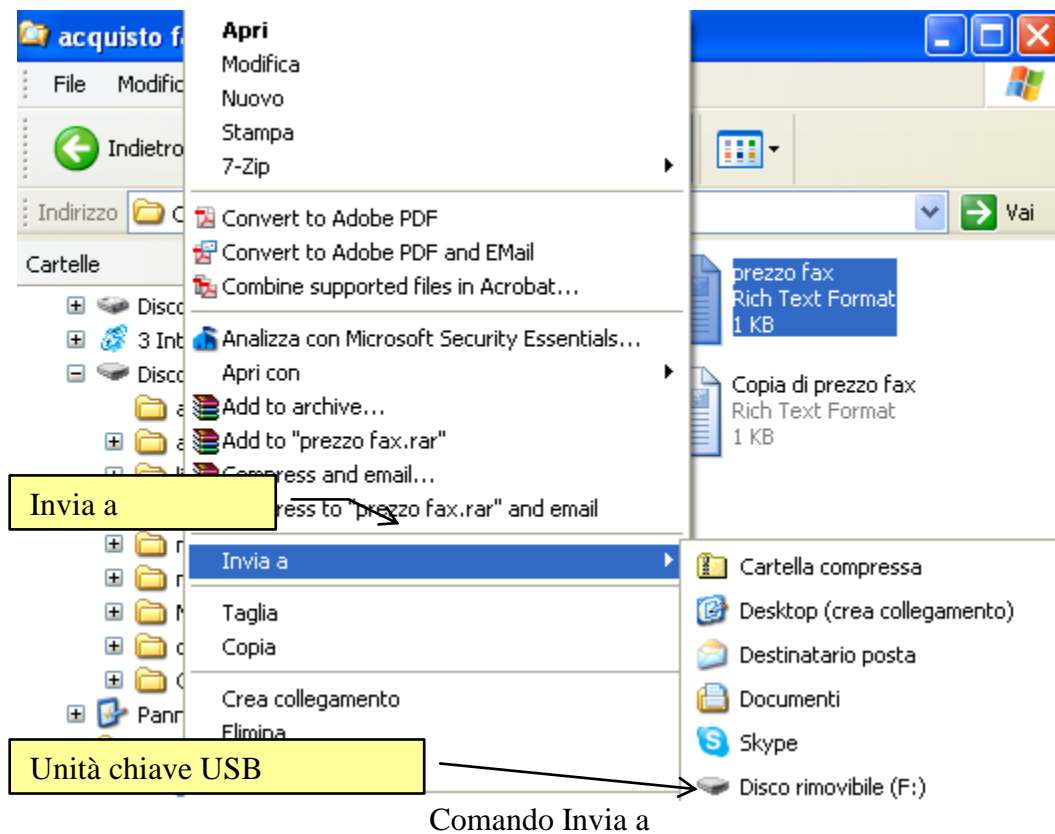 acquisto f
File Modific
Indietro
Indirizzo C
Vai
Cartelle
Disco
3 Int
Disco
Pann
Apri
Modifica
Nuovo
Stampa
7-Zip
Convert to Adobe PDF
Convert to Adobe PDF and EMail
Combine supported files in Acrobat...
Analizza con Microsoft Security Essentials...
Apri con
Add to archive...
Add to "prezzo fax.rar"
Compress and email...
ress to "prezzo fax.rar" and email
Invia a
Taglia
Copia
Crea collegamento
Elimina
prezzo fax
Rich Text Format
1 KB
Copia di prezzo fax
Rich Text Format
1 KB
Cartella compressa
Desktop (crea collegamento)
Destinatario posta
Documenti
Skype
Disco rimovibile (F:)
Invia a
Unità chiave USB
Comando Invia a